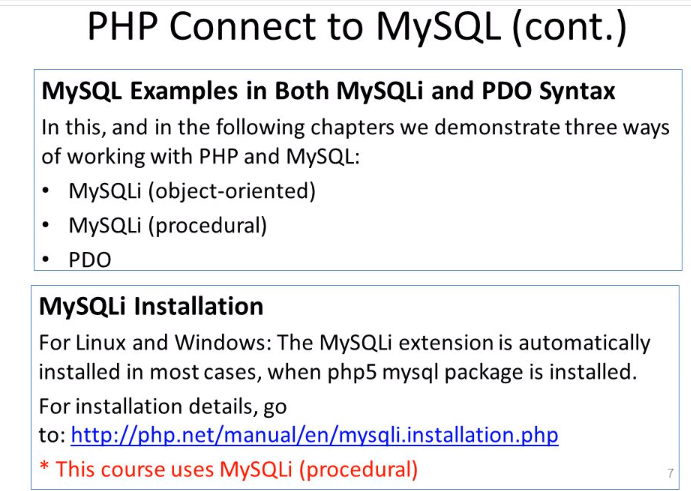 PHP Connect to MySQL (cont.)
MySQL Examples in Both MySQLi and PDO Syntax
In this, and in the following chapters we demonstrate three ways
of working with PHP and MySQL:
• MySQLi (object-oriented)
• MySQLi (procedural)
• PDO
MySQLi Installation
For Linux and Windows: The MySQLi extension is automatically
installed in most cases, when php5 mysql package is installed.
For installation details, go
to: http://php.net/manual/en/mysqli.installation.php
* This course uses MySQLi (procedural)
7